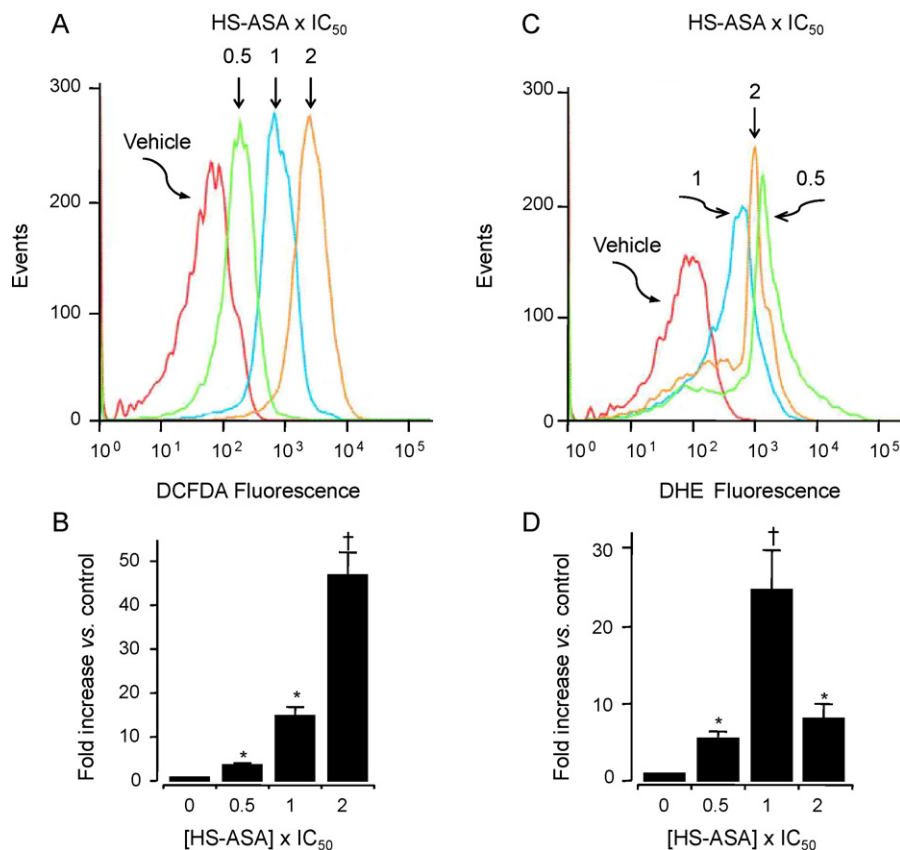 A
HS-ASA x IC50
0.5 1 2
Vehicle
300
200
100
0
Events
10^0 10^1 10^2 10^3 10^4 10^5
DCFDA Fluorescence
C
HS-ASA x IC50
2
1
0.5
Vehicle
300
200
100
0
Events
10^0 10^1 10^2 10^3 10^4 10^5
DHE Fluorescence
B
Fold increase vs. control
50
40
30
20
10
0
* * †
0 0.5 1 2
[HS-ASA] x IC50
D
Fold increase vs. control
30
20
10
0
* † *
0 0.5 1 2
[HS-ASA] x IC50